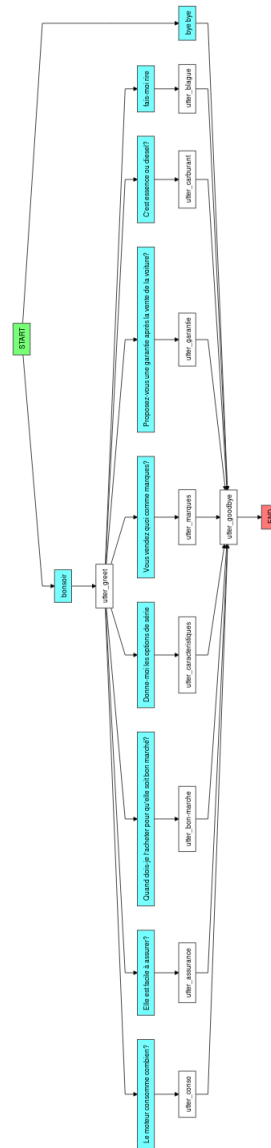 START
bonsoir
bye bye
utter_greet
Le moteur consomme combien?
Elle est facile à assurer?
Quand dois-je l'acheter pour qu'elle soit bon marché?
Donne-moi les options de série
Vous vendez quoi comme marques?
Proposez-vous une garantie après la vente de la voiture?
C'est essence ou diesel?
fais-moi rire
utter_conso
utter_assurance
utter_bon-marche
utter_caracteristiques
utter_marques
utter_garantie
utter_carburant
utter_blague
utter_goodbye
END